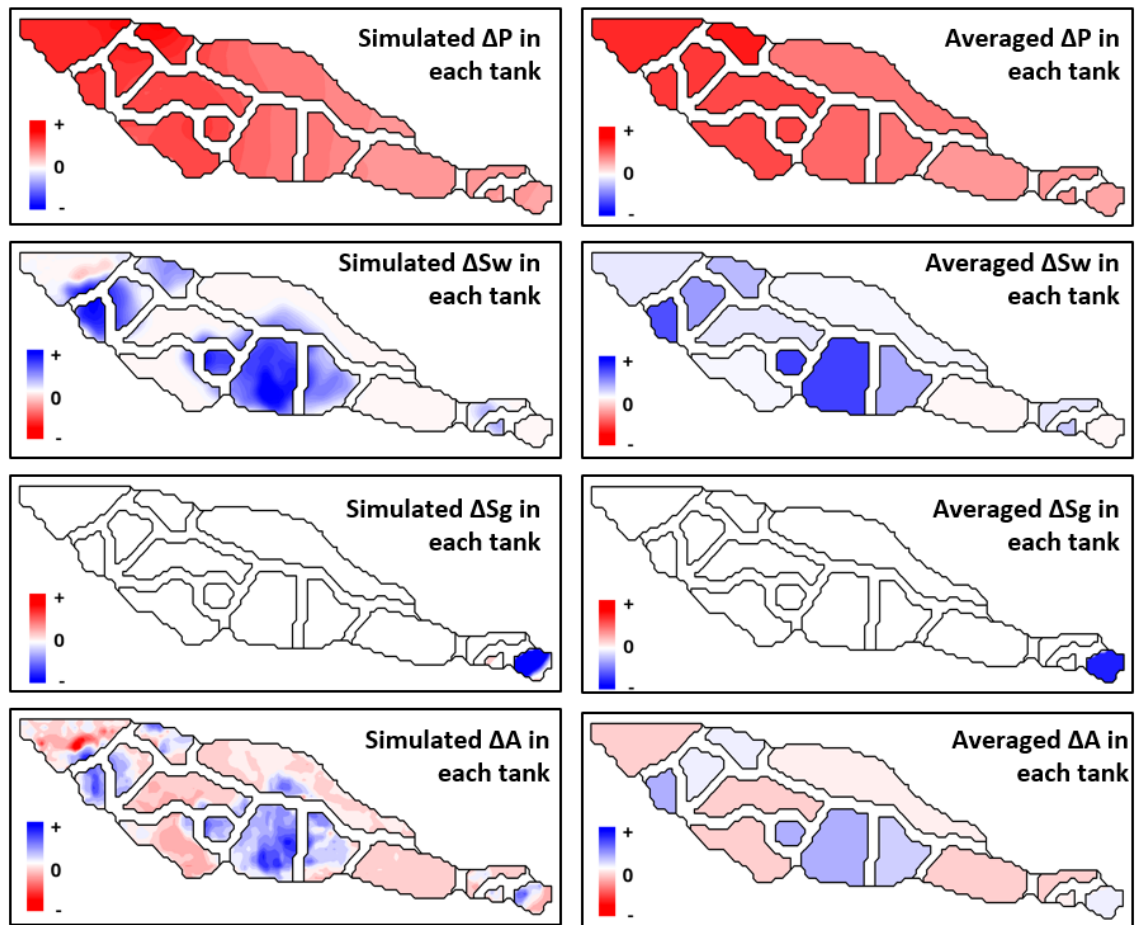 Simulated ΔP in
each tank
+
0
-
Averaged ΔP in
each tank
+
0
-
Simulated ΔSw in
each tank
+
0
-
Averaged ΔSw in
each tank
+
0
-
Simulated ΔSg in
each tank
+
0
-
Averaged ΔSg in
each tank
+
0
-
Simulated ΔA in
each tank
+
0
-
Averaged ΔA in
each tank
+
0
-